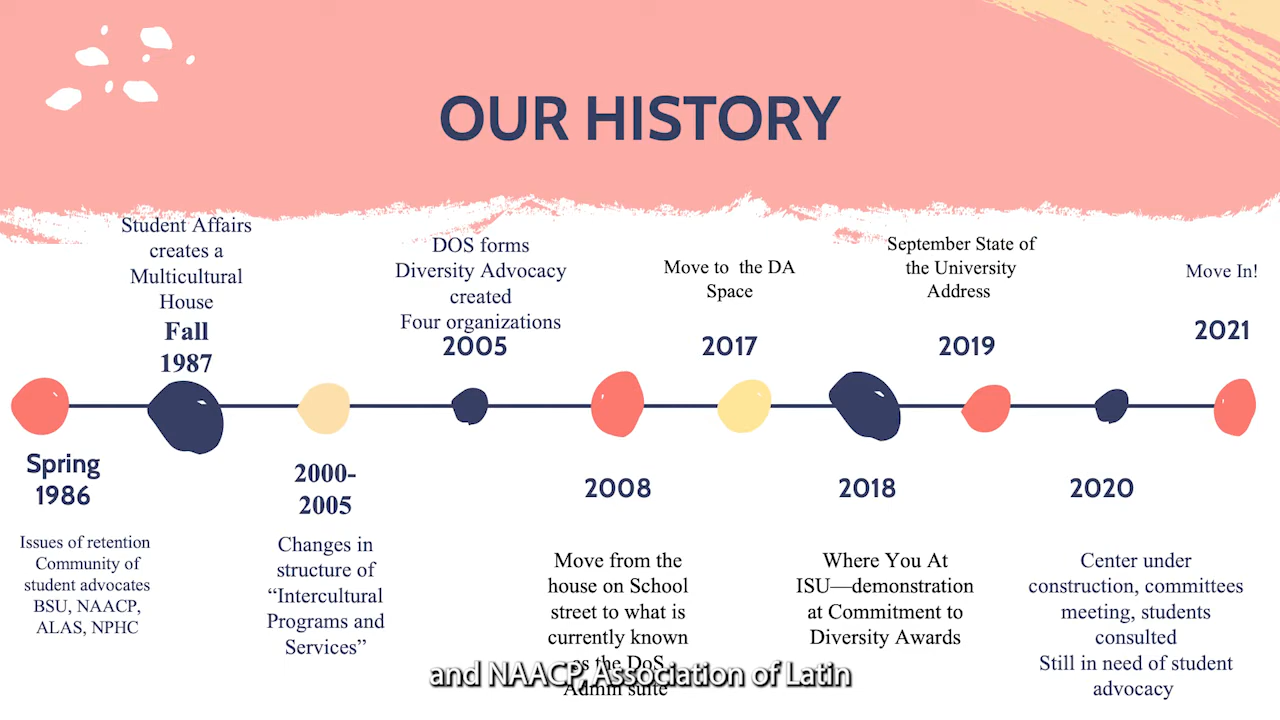 OUR HISTORY
Student Affairs
creates a
Multicultural
House
Fall
1987
DOS forms
Diversity Advocacy
created
Four organizations
2005
Move to the DA
Space
2017
September State of
the University
Address
2019
Move In!
2021
Spring
1986
Issues of retention
Community of
student advocates
BSU, NAACP,
ALAS, NPHC
2000-
2005
Changes in
structure of
“Intercultural
Programs and
Services”
2008
Move from the
house on School
street to what is
currently known
as the DoS
Admin suite
2018
Where You At
ISU—demonstration
at Commitment to
Diversity Awards
2020
Center under
construction, committees
meeting, students
consulted
Still in need of student
advocacy
and NAACP, Association of Latin